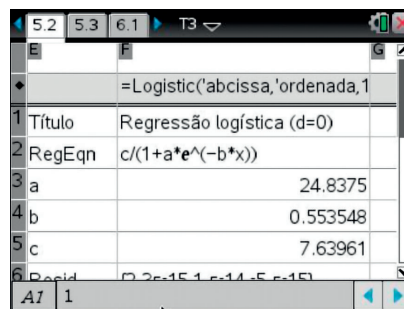 5.2 5.3 6.1 T3
E F G
=Logistic('abcissa,'ordenada,1
1 Título Regressão logística (d=0)
2 RegEqn c/(1+a*e^(-b*x))
3 a 24.8375
4 b 0.553548
5 c 7.63961
6
A1 1